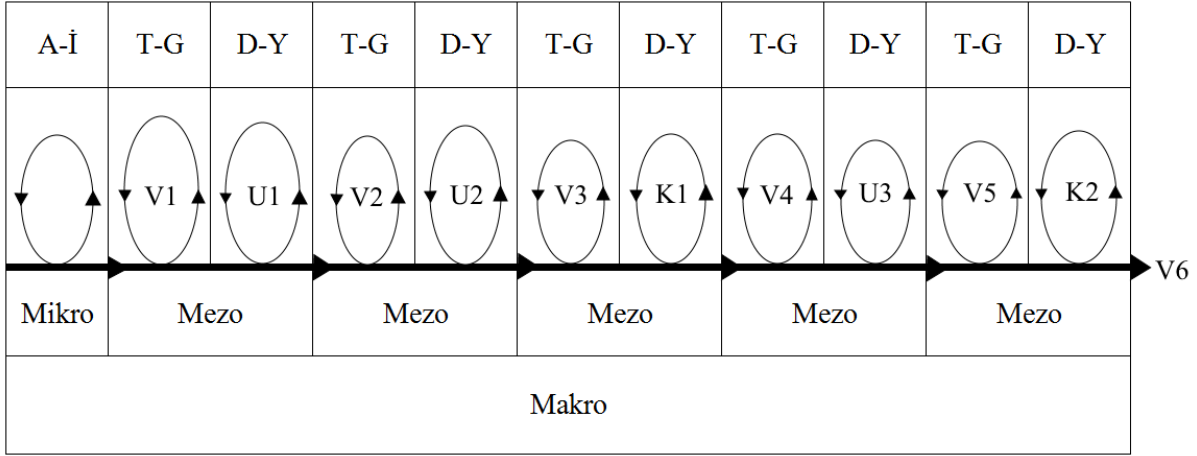 A-İ T-G D-Y T-G D-Y T-G D-Y T-G D-Y T-G D-Y
V1 U1 V2 U2 V3 K1 V4 U3 V5 K2
V6
Mikro Mezo Mezo Mezo Mezo Mezo
Makro